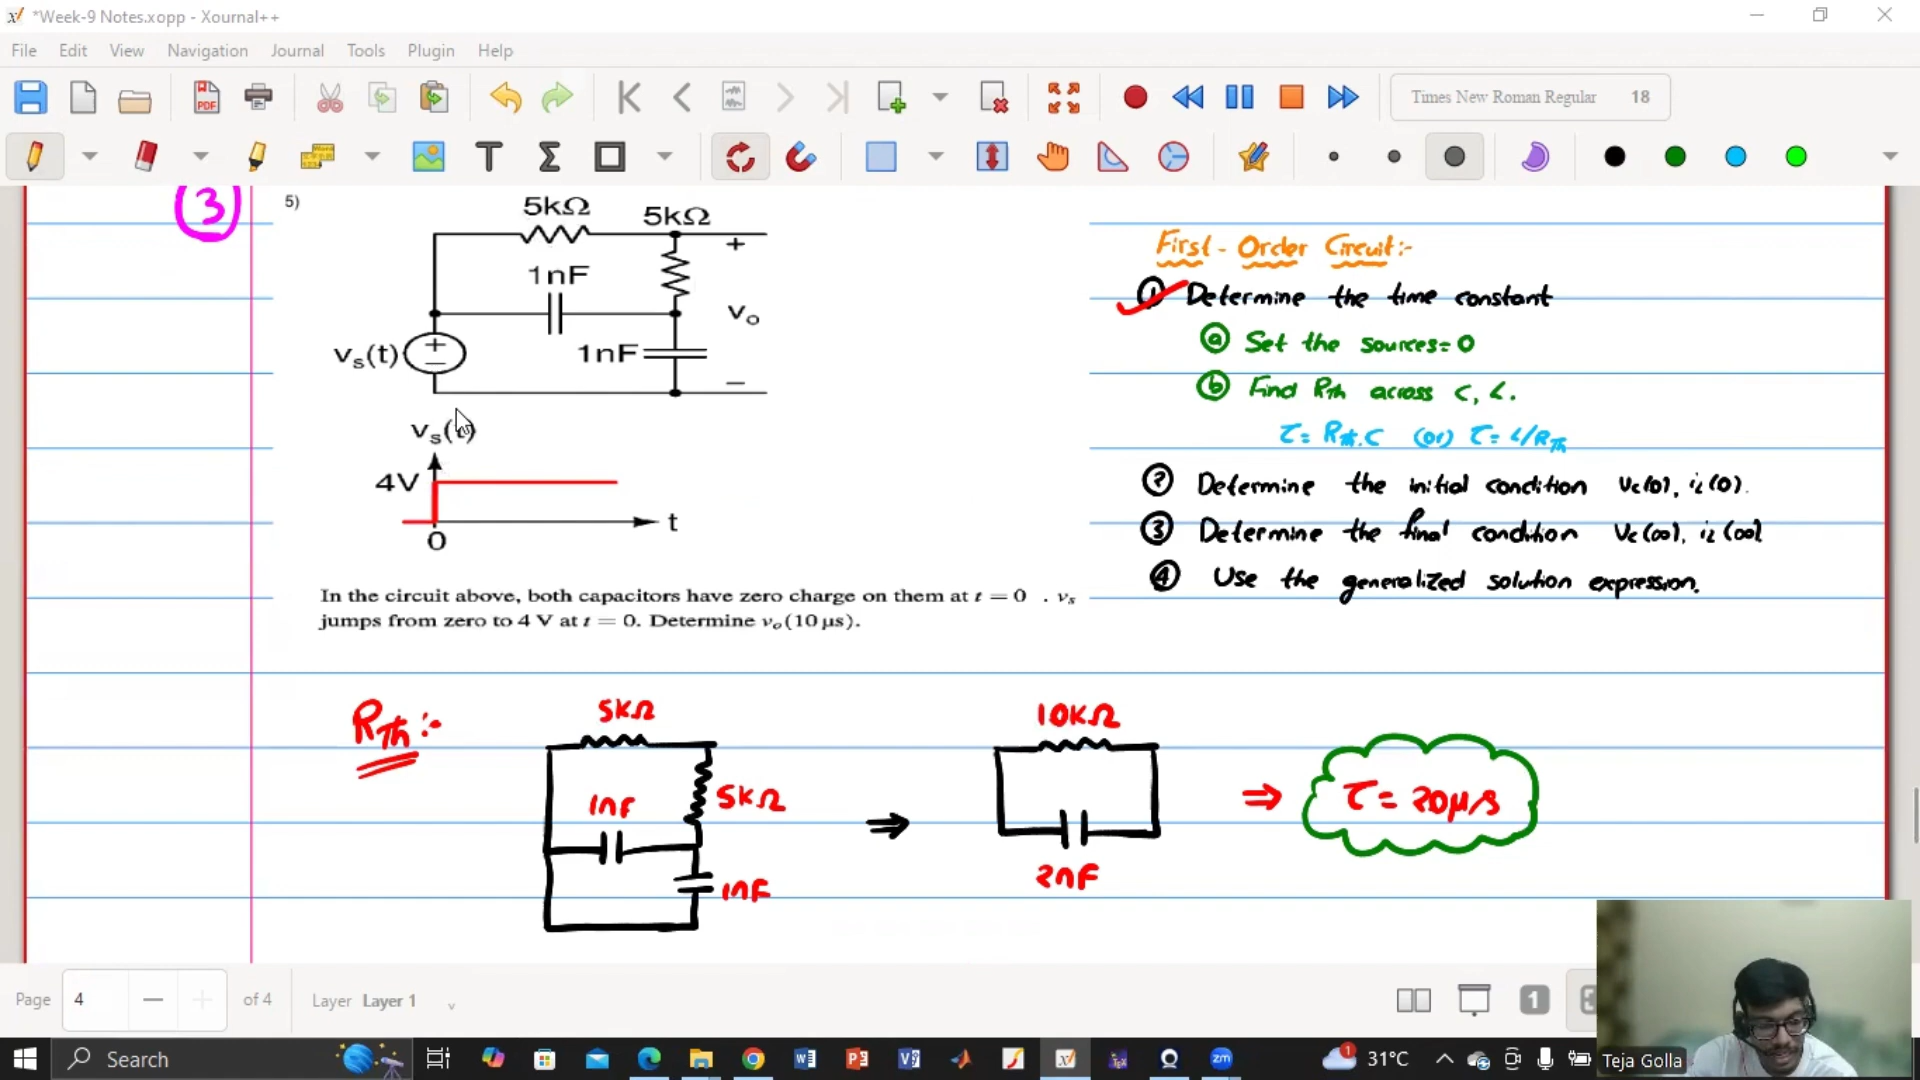 *Week-9 Notes.xopp - Xournal++
File Edit View Navigation Journal Tools Plugin Help
PDF
Times New Roman Regular 18
3
5)
5kΩ
5kΩ
+
1nF
vo
1nF
vs(t)
+
−
−
vs(
4V
t
0
In the circuit above, both capacitors have zero charge on them at t = 0 . vs
jumps from zero to 4 V at t = 0. Determine vo(10 µs).
First-Order Circuit:-
① Determine the time constant
ⓐ Set the sources=0
ⓑ Find RTh across C, L.
τ= RTh.C (or) τ= L/RTh
② Determine the initial condition Vc(0), iL(0).
③ Determine the final condition Vc(∞), iL(∞)
④ Use the generalized solution expression.
RTh:-
5kΩ
5kΩ
1nF
1nF
⇒
10kΩ
2nF
⇒ τ= 20µs
Page 4 of 4 Layer Layer 1
1
Search
31°C
Teja Golla